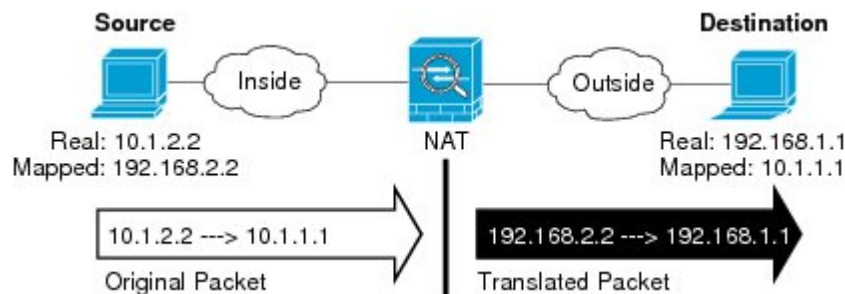 Source
Destination
Inside
Outside
NAT
Real: 10.1.2.2
Mapped: 192.168.2.2
Real: 192.168.1.1
Mapped: 10.1.1.1
10.1.2.2 ---> 10.1.1.1
192.168.2.2 ---> 192.168.1.1
Original Packet
Translated Packet